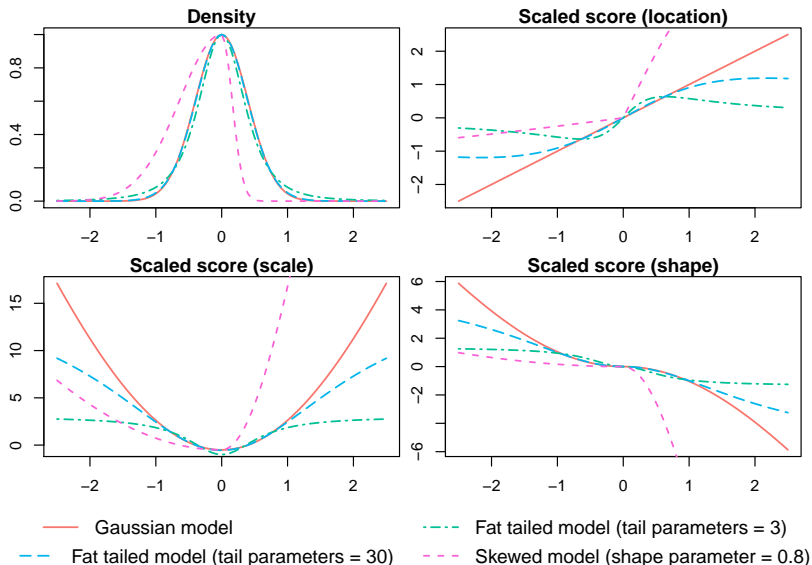 Density
Scaled score (location)
0.0 0.4 0.8
−2 −1 0 1 2
−2 −1 0 1 2
−2 −1 0 1 2
Scaled score (scale)
Scaled score (shape)
0 5 10 15
−2 −1 0 1 2
−6 −2 0 2 4 6
−2 −1 0 1 2
Gaussian model
Fat tailed model (tail parameters = 3)
Fat tailed model (tail parameters = 30)
Skewed model (shape parameter = 0.8)